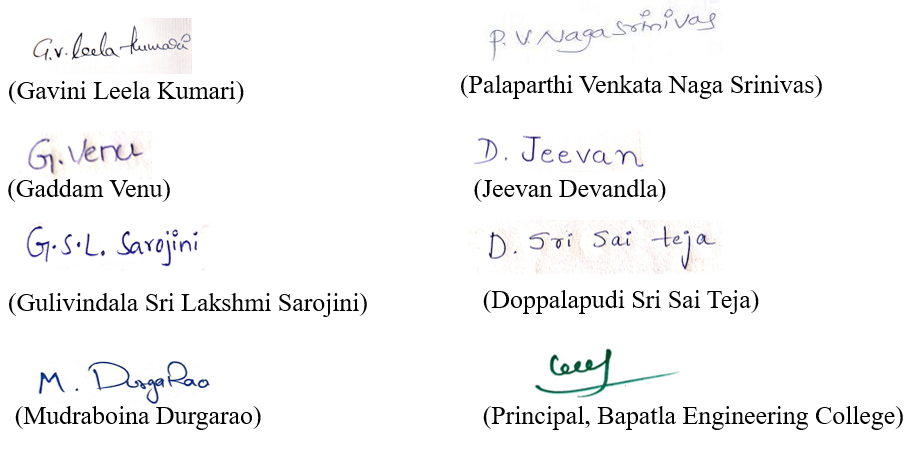 G.v. leela kumari
P. V. Naga Srinivas
(Gavini Leela Kumari)
(Palaparthi Venkata Naga Srinivas)
G. Venu
D. Jeevan
(Gaddam Venu)
(Jeevan Devandla)
G.S.L. Sarojini
D. Sri Sai teja
(Gulivindala Sri Lakshmi Sarojini)
(Doppalapudi Sri Sai Teja)
M. DurgaRao
(Mudraboina Durgarao)
(Principal, Bapatla Engineering College)